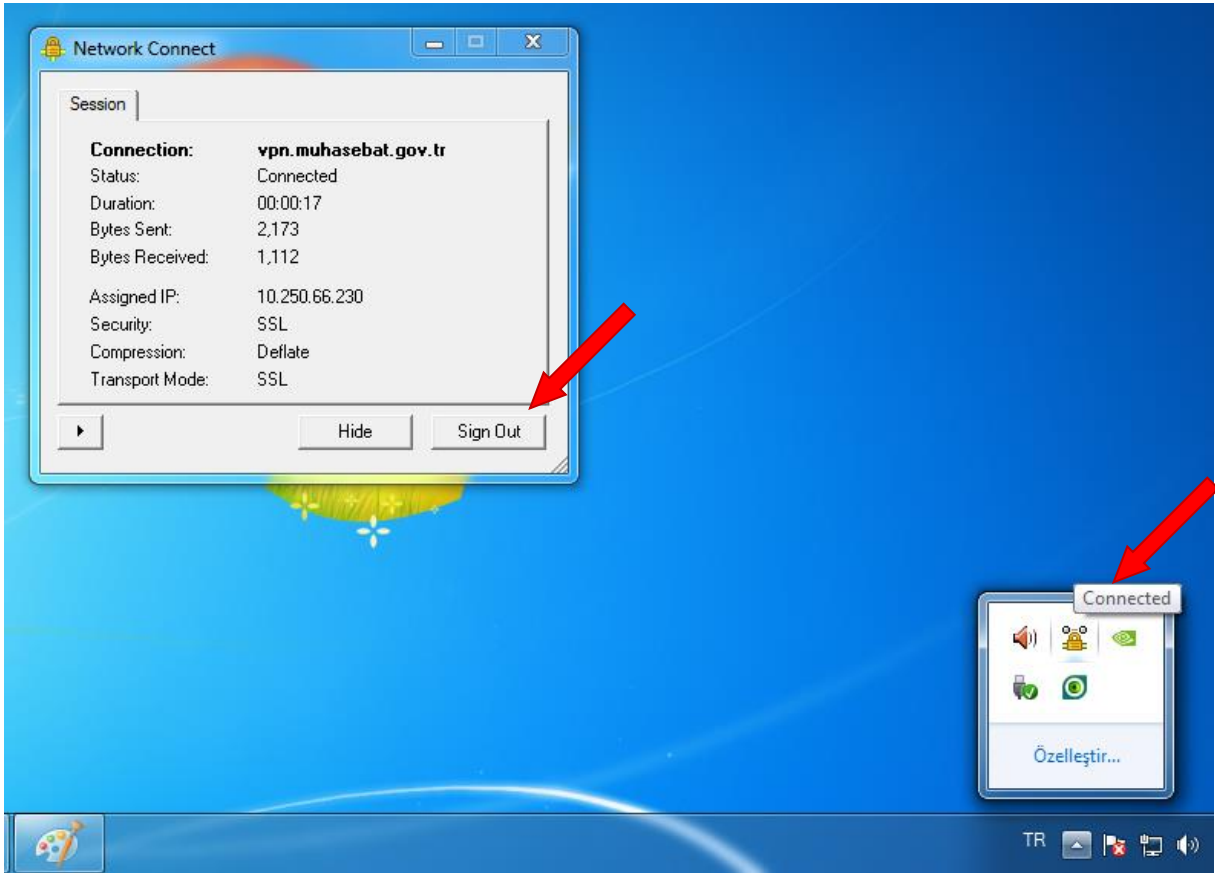 Network Connect
Session
Connection: vpn.muhasebat.gov.tr
Status: Connected
Duration: 00:00:17
Bytes Sent: 2,173
Bytes Received: 1,112
Assigned IP: 10.250.66.230
Security: SSL
Compression: Deflate
Transport Mode: SSL
Hide Sign Out
Connected
Özelleştir...
TR